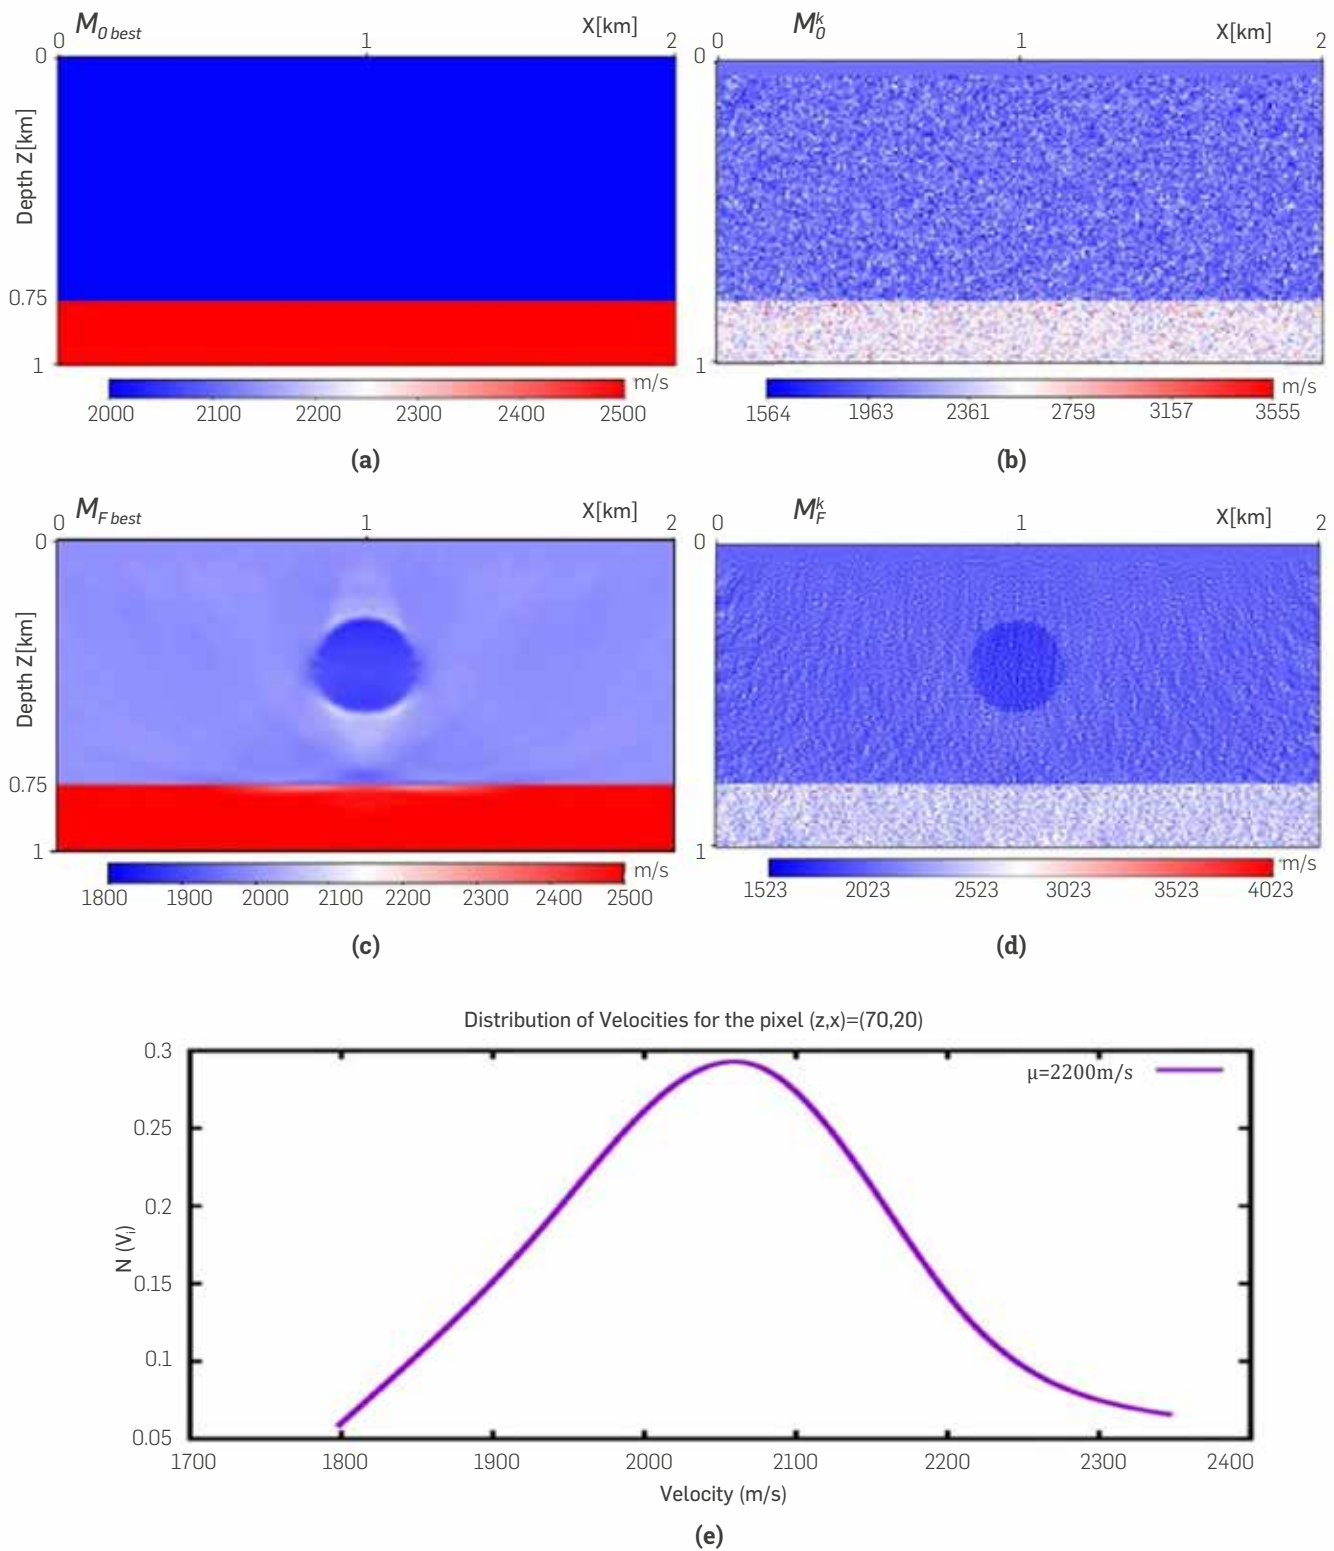 M0 best X[km] M0k X[km]
0 1 2 0 1 2
0 0
Depth Z[km]
0.75
1 1
m/s m/s
2000 2100 2200 2300 2400 2500 1564 1963 2361 2759 3157 3555
(a) (b)
MF best X[km] MFk X[km]
0 1 2 0 1 2
0 0
Depth Z[km]
0.75
1 1
m/s m/s
1800 1900 2000 2100 2200 2300 2400 2500 1523 2023 2523 3023 3523 4023
(c) (d)
Distribution of Velocities for the pixel (z,x)=(70,20)
μ=2200m/s
0.3
0.25
0.2
0.15
0.1
0.05
N (Vi)
1700 1800 1900 2000 2100 2200 2300 2400
Velocity (m/s)
(e)